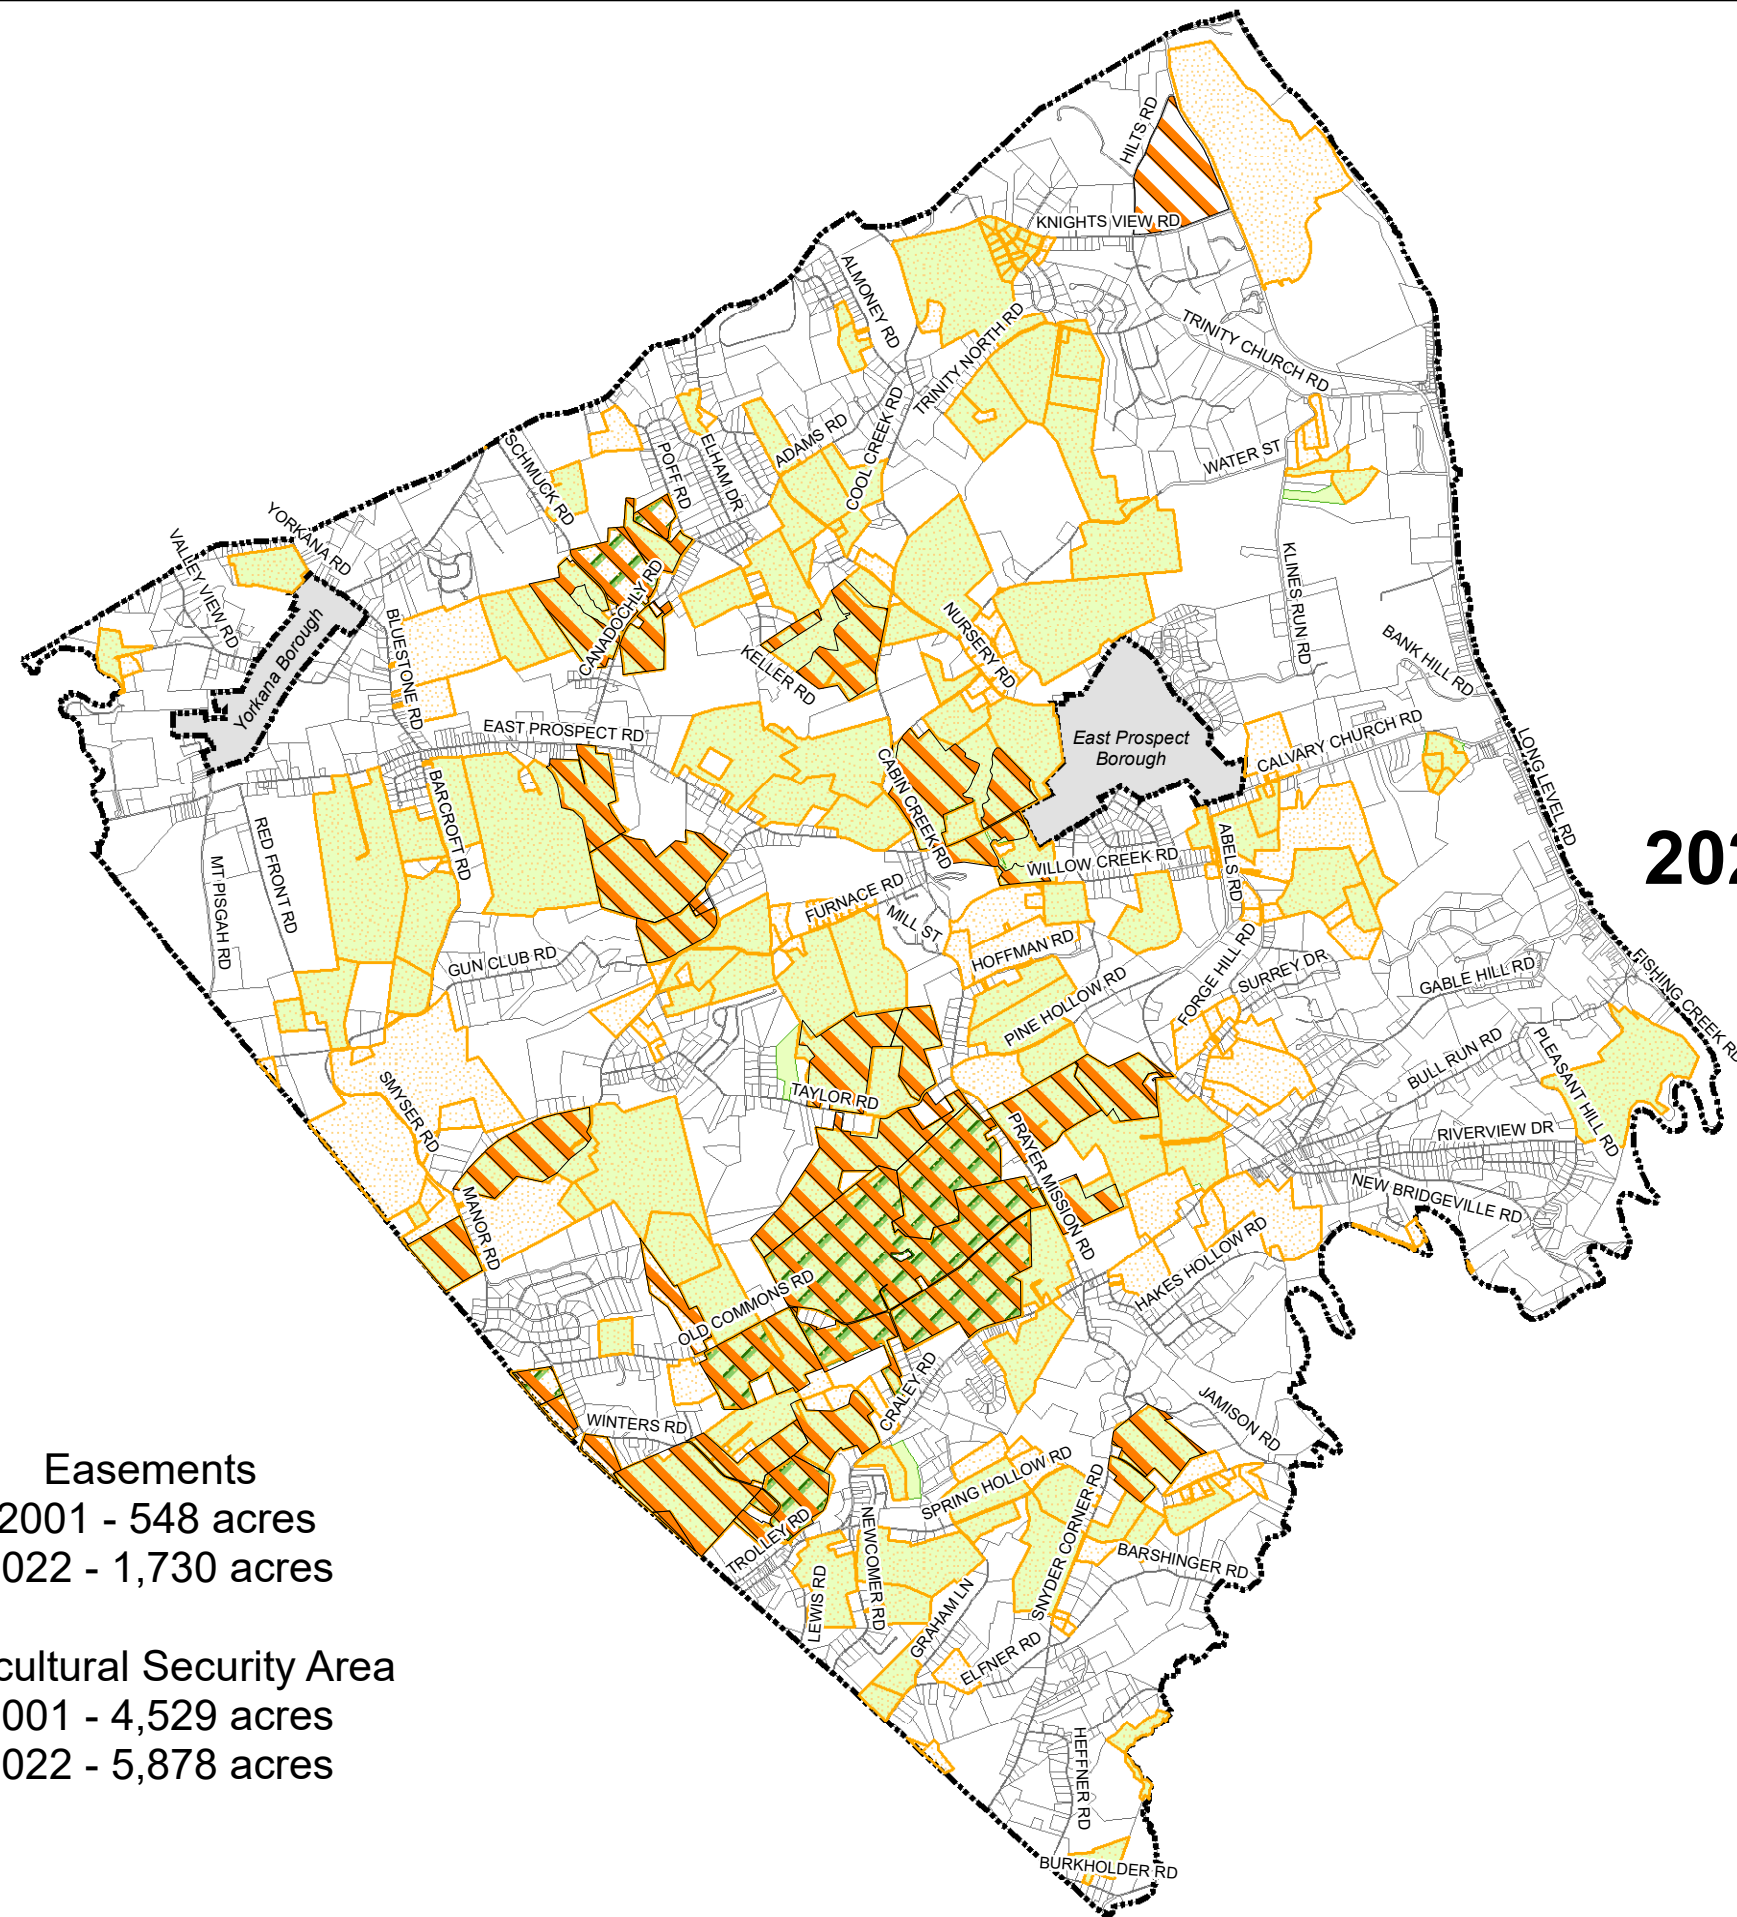 HILTS RD
KNIGHTS VIEW RD
ALMONEY RD
TRINITY NORTH RD
TRINITY CHURCH RD
COOL CREEK RD
ADAMS RD
ELHAM DR
POFF RD
SCHMUCK RD
WATER ST
YORKANA RD
VALLEY VIEW RD
Yorkana Borough
BLUESTONE RD
CANADOCHLY RD
KELLER RD
NURSERY RD
KLINES RUN RD
BANK HILL RD
EAST PROSPECT RD
East Prospect
Borough
CALVARY CHURCH RD
LONG LEVEL RD
CABIN CREEK RD
BARCROFT RD
RED FRONT RD
MT PISGAH RD
WILLOW CREEK RD
ABELS RD
202
FURNACE RD
MILL ST
HOFFMAN RD
GUN CLUB RD
PINE HOLLOW RD
FORGE HILL RD
SURREY DR
GABLE HILL RD
FISHING CREEK RD
BULL RUN RD
PLEASANT HILL RD
SMYSER RD
TAYLOR RD
PRAYER MISSION RD
RIVERVIEW DR
NEW BRIDGEVILLE RD
MANOR RD
HAKES HOLLOW RD
OLD COMMONS RD
CRALEY RD
JAMISON RD
WINTERS RD
SPRING HOLLOW RD
SNYDER CORNER RD
TROLLEY RD
NEWCOMER RD
LEWIS RD
BARSHINGER RD
GRAHAM LN
ELFNER RD
HEFFNER RD
BURKHOLDER RD
Easements
2001 - 548 acres
022 - 1,730 acres
cultural Security Area
001 - 4,529 acres
022 - 5,878 acres